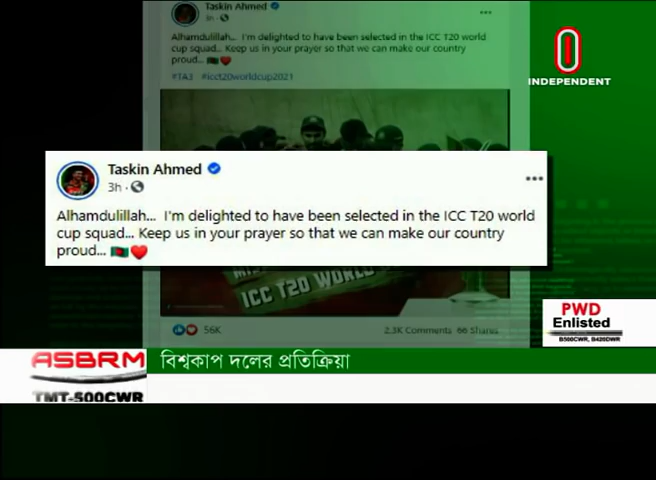 Taskin Ahmed
3h
Alhamdulillah... I'm delighted to have been selected in the ICC T20 world
cup squad... Keep us in your prayer so that we can make our country
proud...
#TA3 #icct20worldcup2021
INDEPENDENT
Taskin Ahmed
3h
Alhamdulillah... I'm delighted to have been selected in the ICC T20 world
cup squad... Keep us in your prayer so that we can make our country
proud...
ICC T20 WORLD
56K
2.3K Comments 66 Shares
PWD
Enlisted
B500CWR, B420DWR
ASBRM
TMT-500CWR
বিশ্বকাপ দলের প্রতিক্রিয়া